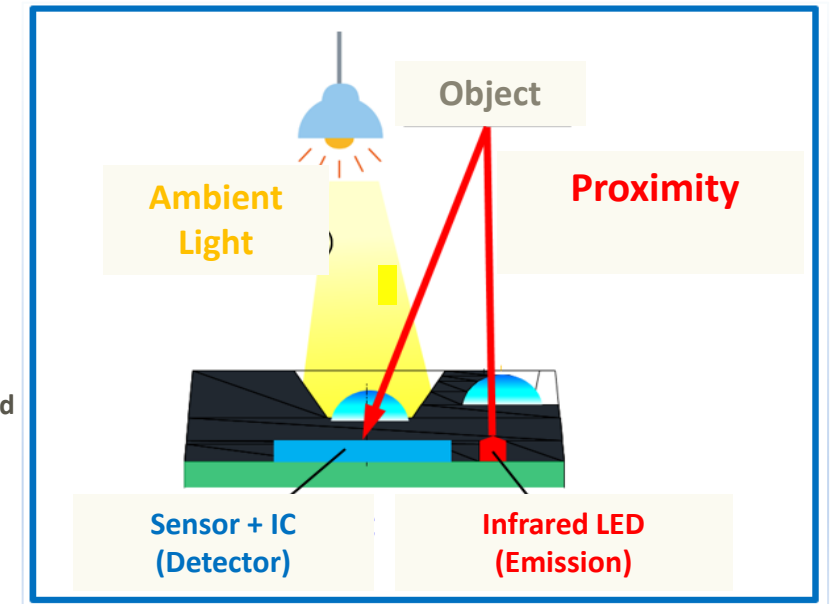 Object
Proximity
Ambient
Light
d
Sensor + IC
(Detector)
Infrared LED
(Emission)